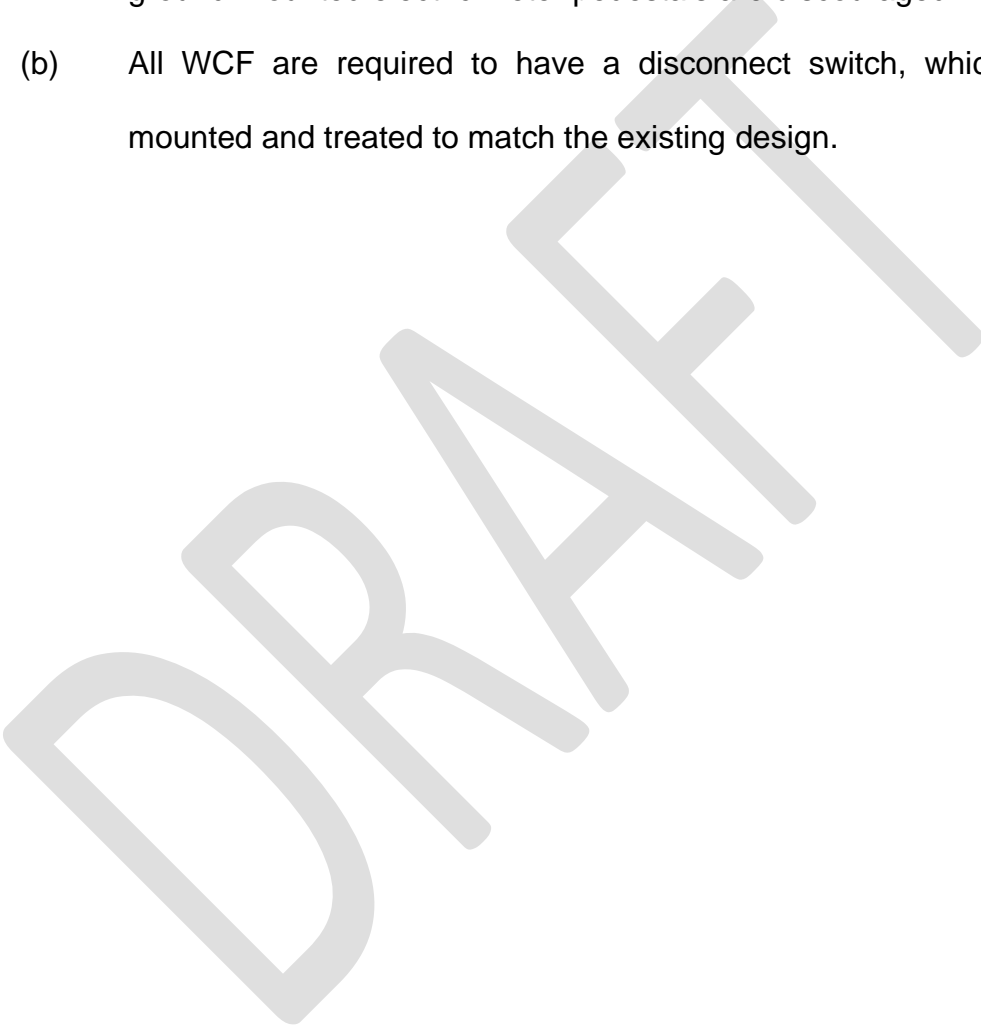 (b) All WCF are required to have a disconnect switch,
mounted and treated to match the existing design.
DRAFT